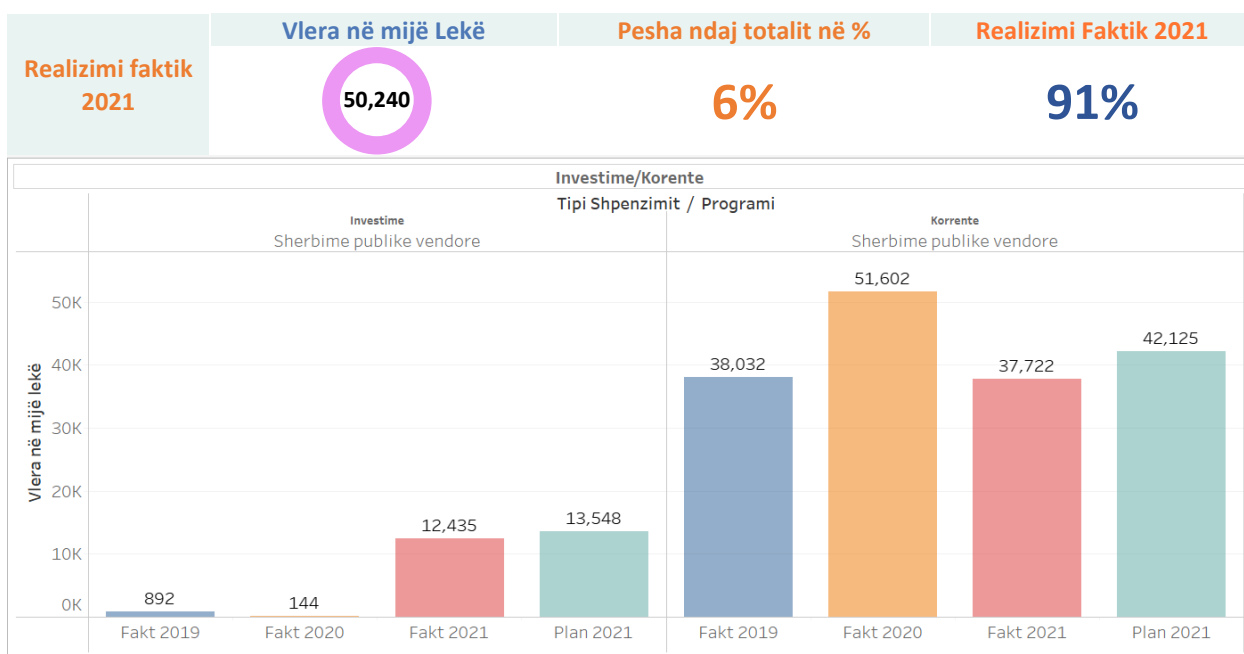 Vlera në mijë Lekë
Pesha ndaj totalit në %
Realizimi Faktik 2021
Realizimi faktik
2021
50,240
6%
91%
Investime/Korente
Tipi Shpenzimit / Programi
Investime
Korrente
Sherbime publike vendore
Sherbime publike vendore
Vlera në mijë lekë
50K
40K
30K
20K
10K
0K
892
144
12,435
13,548
38,032
51,602
37,722
42,125
Fakt 2019
Fakt 2020
Fakt 2021
Plan 2021
Fakt 2019
Fakt 2020
Fakt 2021
Plan 2021